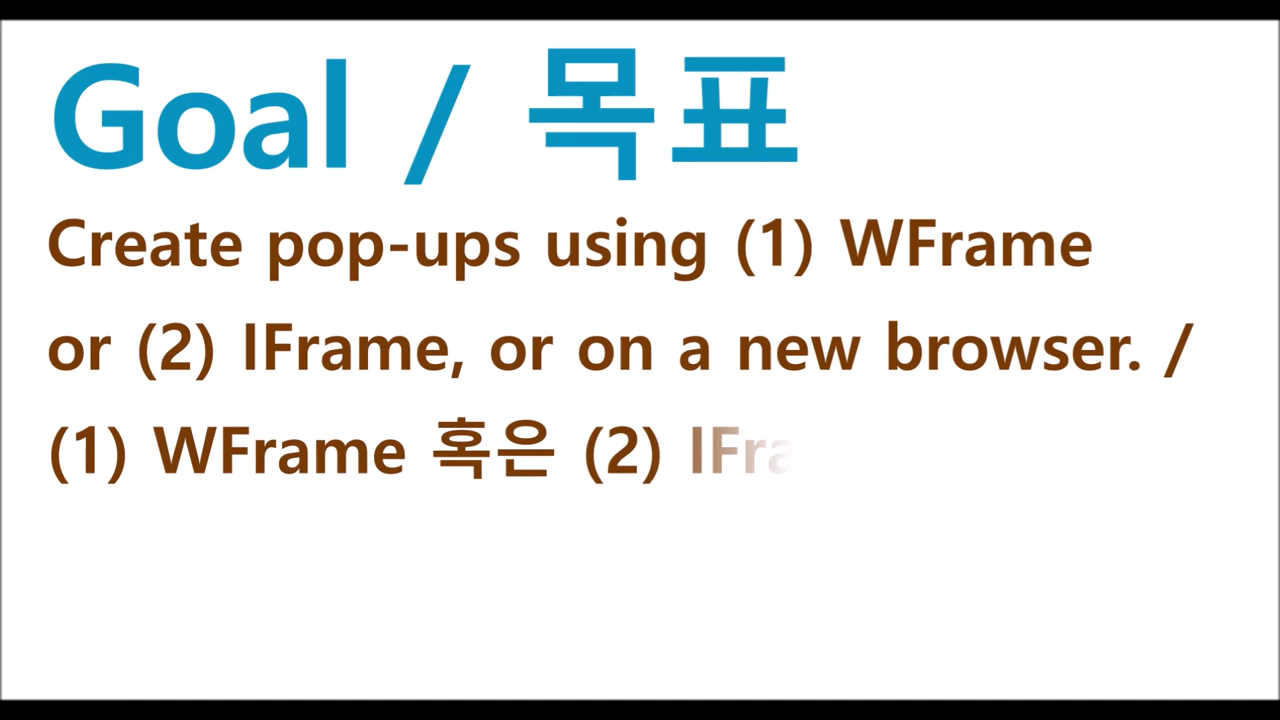 Goal / 목표
Create pop-ups using (1) WFrame
or (2) IFrame, or on a new browser. /
(1) WFrame 혹은 (2) IFra